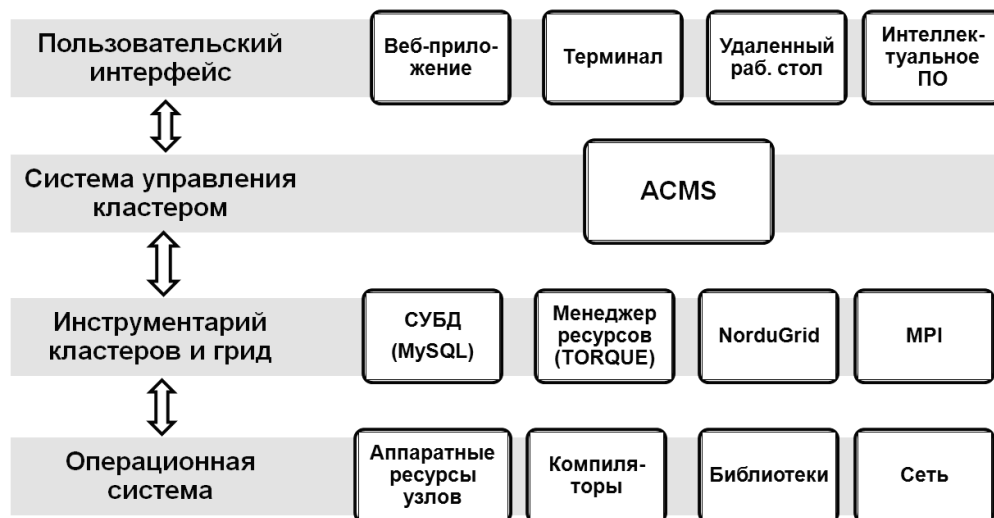 Пользовательский
интерфейс
Веб-прило-
жение
Терминал
Удаленный
раб. стол
Интеллек-
туальное
ПО
Система управления
кластером
ACMS
Инструментарий
кластеров и грид
СУБД
(MySQL)
Менеджер
ресурсов
(TORQUE)
NorduGrid
MPI
Операционная
система
Аппаратные
ресурсы
узлов
Компиля-
торы
Библиотеки
Сеть